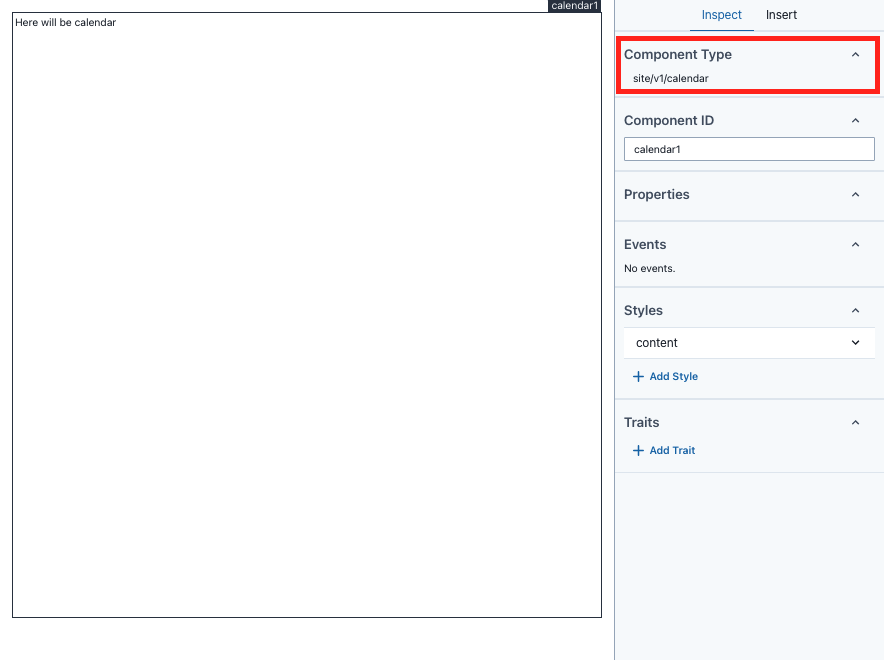 calendar1
Here will be calendar
Inspect Insert
Component Type
site/v1/calendar
Component ID
calendar1
Properties
Events
No events.
Styles
content
Add Style
Traits
Add Trait